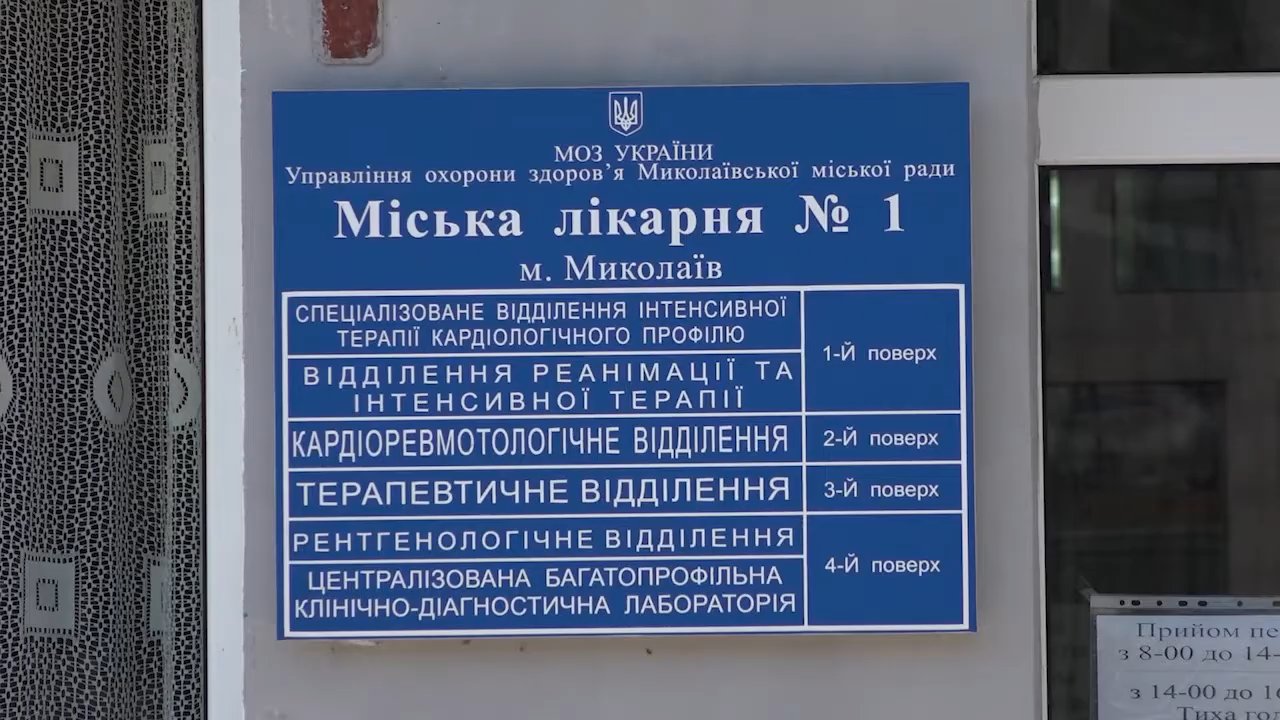 МОЗ УКРАЇНИ
Управління охорони здоров’я Миколаївської міської ради
Міська лікарня № 1
м. Миколаїв
СПЕЦІАЛІЗОВАНЕ ВІДДІЛЕННЯ ІНТЕНСИВНОЇ
ТЕРАПІЇ КАРДІОЛОГІЧНОГО ПРОФІЛЮ
1-Й поверх
ВІДДІЛЕННЯ РЕАНІМАЦІЇ ТА
ІНТЕНСИВНОЇ ТЕРАПІЇ
КАРДІОРЕВМОТОЛОГІЧНЕ ВІДДІЛЕННЯ
2-Й поверх
ТЕРАПЕВТИЧНЕ ВІДДІЛЕННЯ
3-Й поверх
РЕНТГЕНОЛОГІЧНЕ ВІДДІЛЕННЯ
4-Й поверх
ЦЕНТРАЛІЗОВАНА БАГАТОПРОФІЛЬНА
КЛІНІЧНО-ДІАГНОСТИЧНА ЛАБОРАТОРІЯ
Прийом
з 8-00 до
з 14-00 до
Тиха